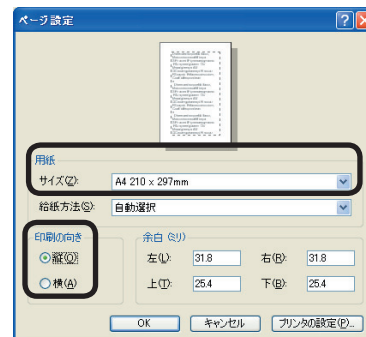 ページ設定
用紙
サイズ(Z): A4 210 x 297mm
給紙方法(S): 自動選択
印刷の向き
縦(O)
横(A)
余白(ミリ)
左(L): 31.8 右(R): 31.8
上(T): 25.4 下(B): 25.4
OK キャンセル プリンタの設定(P)...